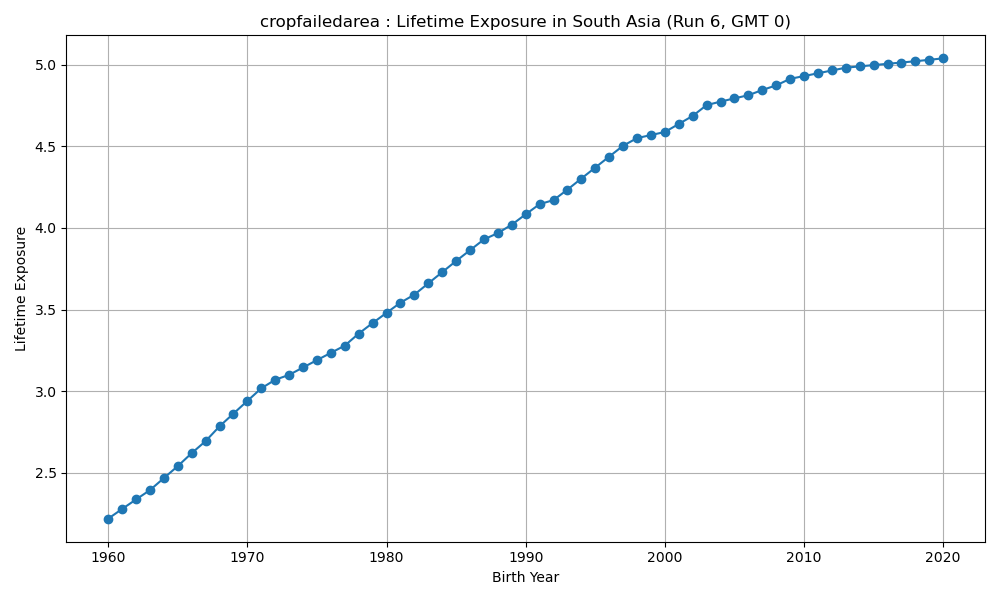 cropfailedarea : Lifetime Exposure in South Asia (Run 6, GMT 0)
5.0
4.5
4.0
3.5
3.0
2.5
Lifetime Exposure
1960 1970 1980 1990 2000 2010 2020
Birth Year